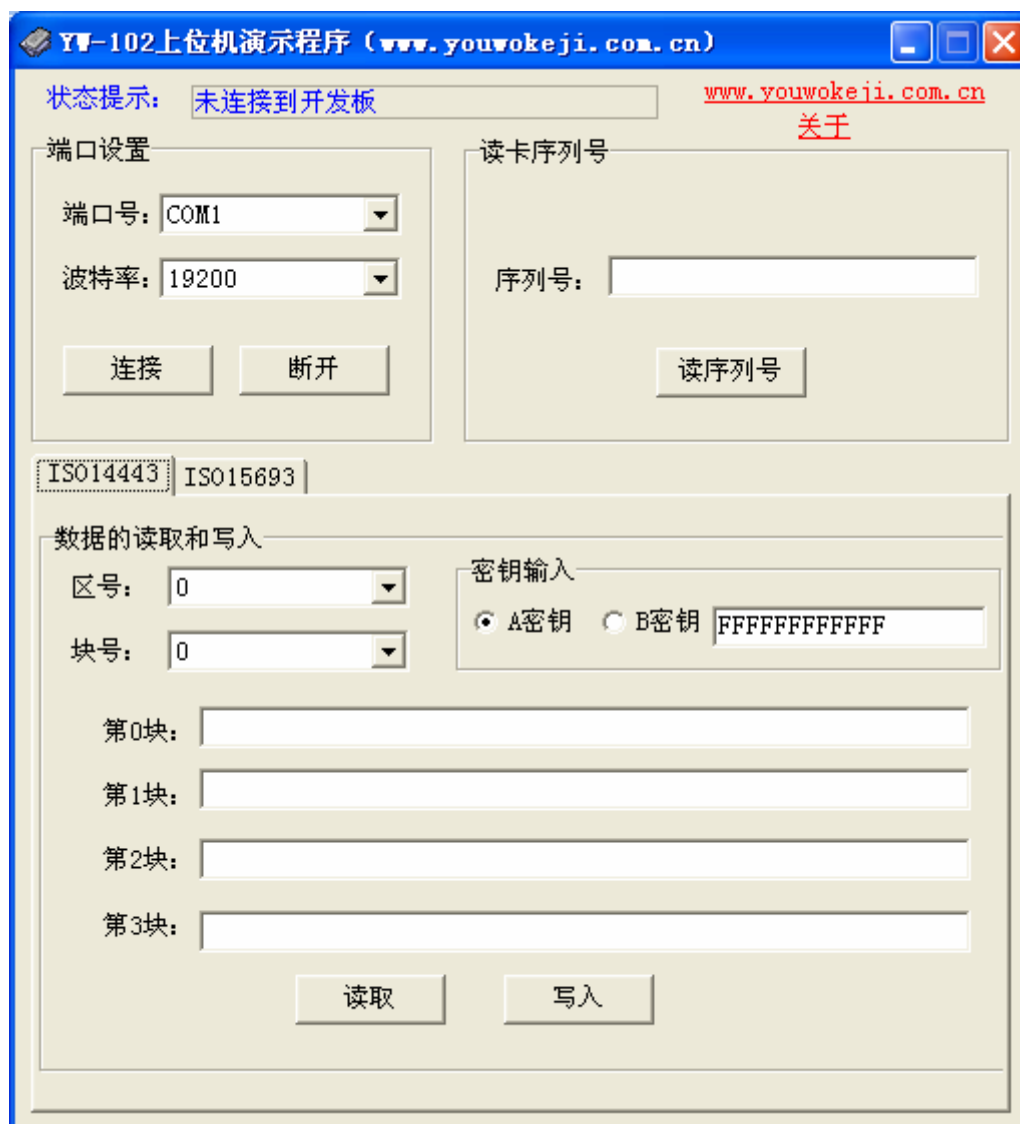 YW-102上位机演示程序（www.youwokeji.com.cn）
状态提示： 未连接到开发板
www.youwokeji.com.cn
关于
端口设置
端口号： COM1
波特率： 19200
连接 断开
读卡序列号
序列号：
读序列号
ISO14443 ISO15693
数据的读取和写入
区号： 0
块号： 0
密钥输入
A密钥 B密钥 FFFFFFFFFFFF
第0块：
第1块：
第2块：
第3块：
读取 写入